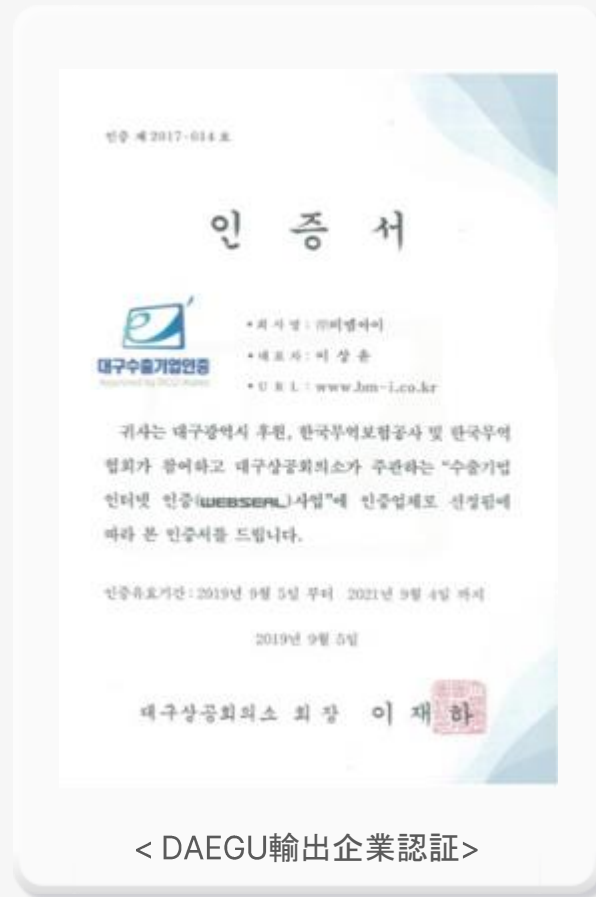 인증 제 2017-014 호
인 증 서
대구수출기업인증
Approved by DCCI Korea
• 회 사 명 : ㈜비엠아이
• 대 표 자 : 이 상 윤
• U R L : www.bm-i.co.kr
귀사는 대구광역시 후원, 한국무역보험공사 및 한국무역
협회가 참여하고 대구상공회의소가 주관하는 “수출기업
인터넷 인증(WEBSEAL)사업”에 인증업체로 선정됨에
따라 본 인증서를 드립니다.
인증유효기간 : 2019년 9월 5일 부터 2021년 9월 4일 까지
2019년 9월 5일
대구상공회의소 회 장 이 재 하
< DAEGU輸出企業認証>